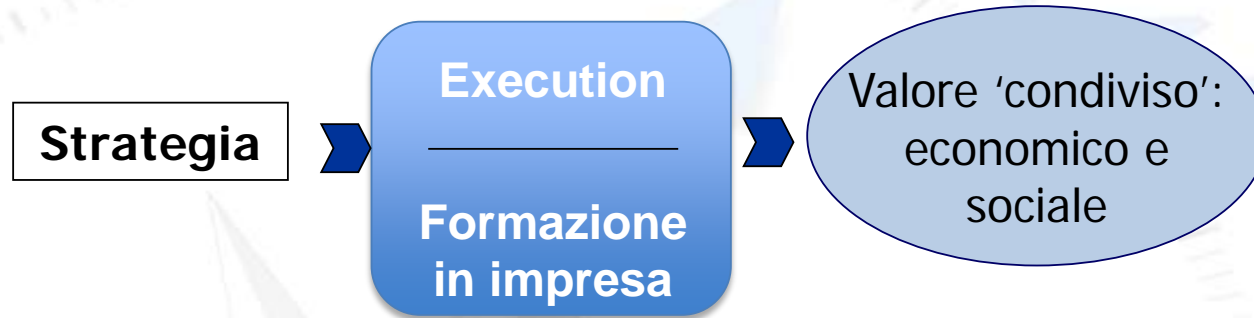 Strategia
Execution
Formazione
in impresa
Valore ‘condiviso’:
economico e
sociale